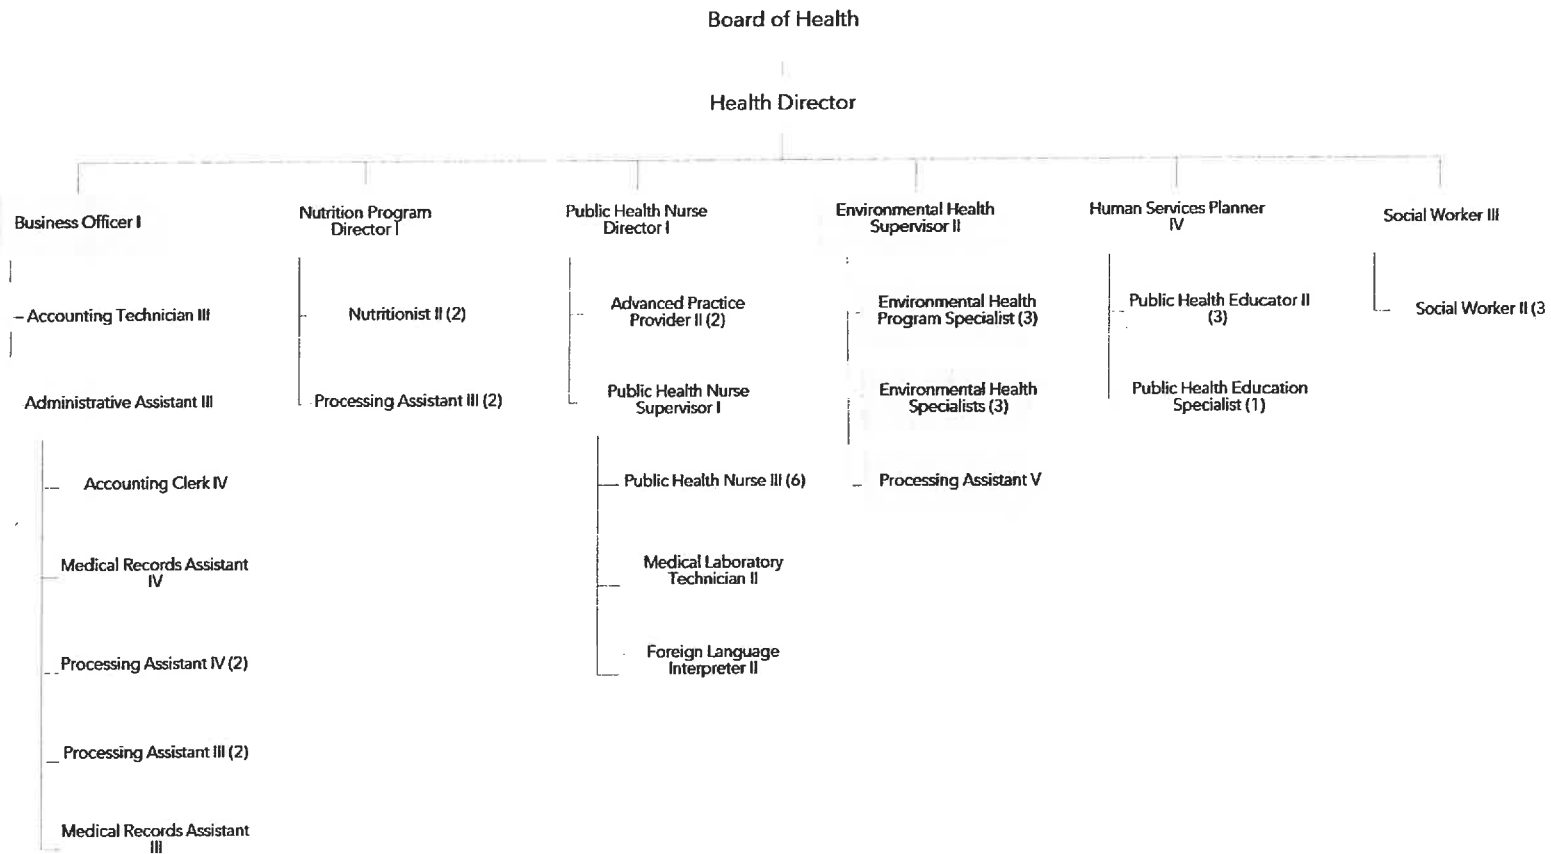 Board of Health
Health Director
Business Officer I
Nutrition Program
Director I
Public Health Nurse
Director I
Environmental Health
Supervisor II
Human Services Planner
IV
Social Worker III
Accounting Technician III
Nutritionist II (2)
Advanced Practice
Provider II (2)
Environmental Health
Program Specialist (3)
Public Health Educator II
(3)
Social Worker II (3
Administrative Assistant III
Processing Assistant III (2)
Public Health Nurse
Supervisor I
Environmental Health
Specialists (3)
Public Health Education
Specialist (1)
Accounting Clerk IV
Public Health Nurse III (6)
Processing Assistant V
Medical Records Assistant
IV
Medical Laboratory
Technician II
Processing Assistant IV (2)
Foreign Language
Interpreter II
Processing Assistant III (2)
Medical Records Assistant
III